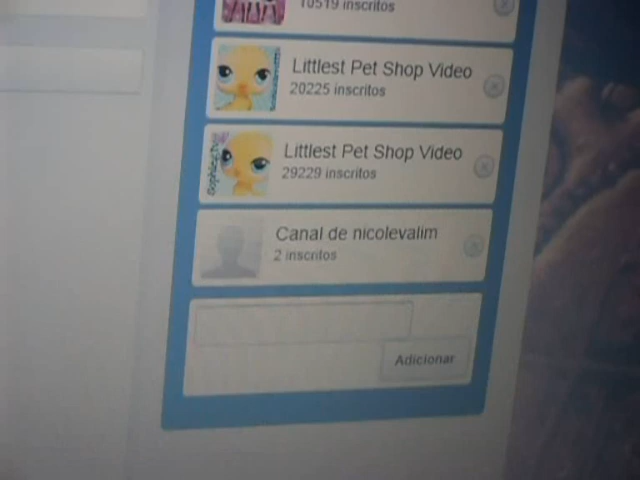 10519 inscritos
Littlest Pet Shop Video
20225 inscritos
Littlest Pet Shop Video
29229 inscritos
Canal de nicolevalim
2 inscritos
Adicionar